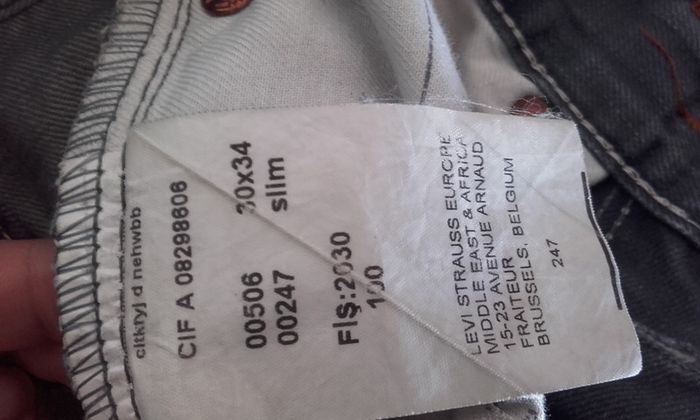 cltkfyj d nehwbb
CIF A 08298606
00506 30x34
00247 slim
FIŞ:2030
100
LEVI STRAUSS EUROPE
MIDDLE EAST & AFRICA
15-23 AVENUE ARNAUD
FRAITEUR
BRUSSELS, BELGIUM
247